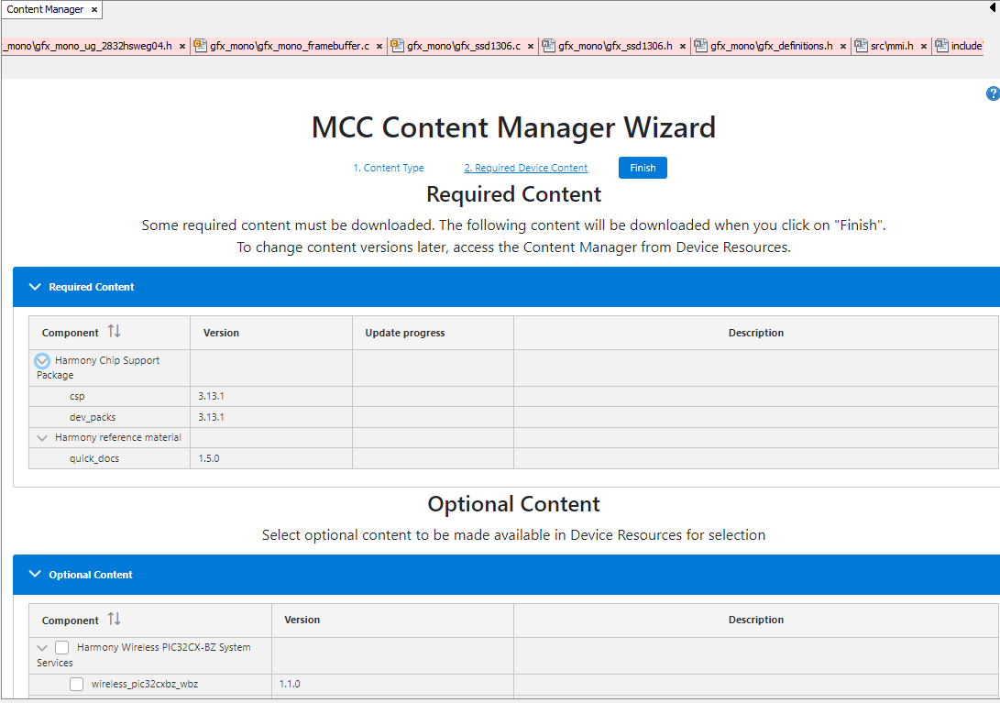 Content Manager ×
_mono\gfx_mono_ug_2832hsweg04.h × gfx_mono\gfx_mono_framebuffer.c × gfx_mono\gfx_ssd1306.c × gfx_mono\gfx_ssd1306.h × gfx_mono\gfx_definitions.h × src\mmi.h × include\
?
MCC Content Manager Wizard
1. Content Type 2. Required Device Content Finish
Required Content
Some required content must be downloaded. The following content will be downloaded when you click on "Finish".
To change content versions later, access the Content Manager from Device Resources.
Required Content
Component Version Update progress Description
Harmony Chip Support
Package
csp 3.13.1
dev_packs 3.13.1
Harmony reference material
quick_docs 1.5.0
Optional Content
Select optional content to be made available in Device Resources for selection
Optional Content
Component Version Description
Harmony Wireless PIC32CX-BZ System
Services
wireless_pic32cxbz_wbz 1.1.0